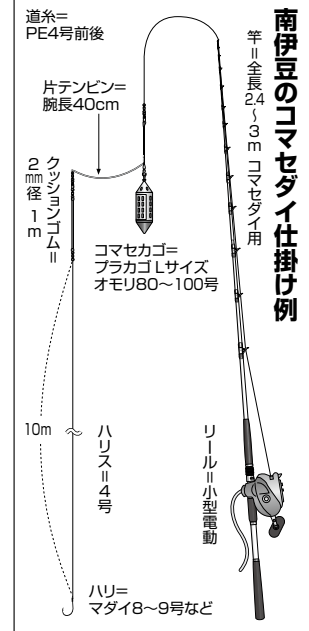 南伊豆のコマセダイ仕掛け例
竿＝全長2.4〜3m コマセダイ用
道糸＝
PE4号前後
片テンビン＝
腕長40cm
クッションゴム＝
2mm径 1m
コマセカゴ＝
プラカゴ Lサイズ
オモリ80〜100号
リール＝小型電動
10m
ハリス＝4号
ハリ＝
マダイ8〜9号など